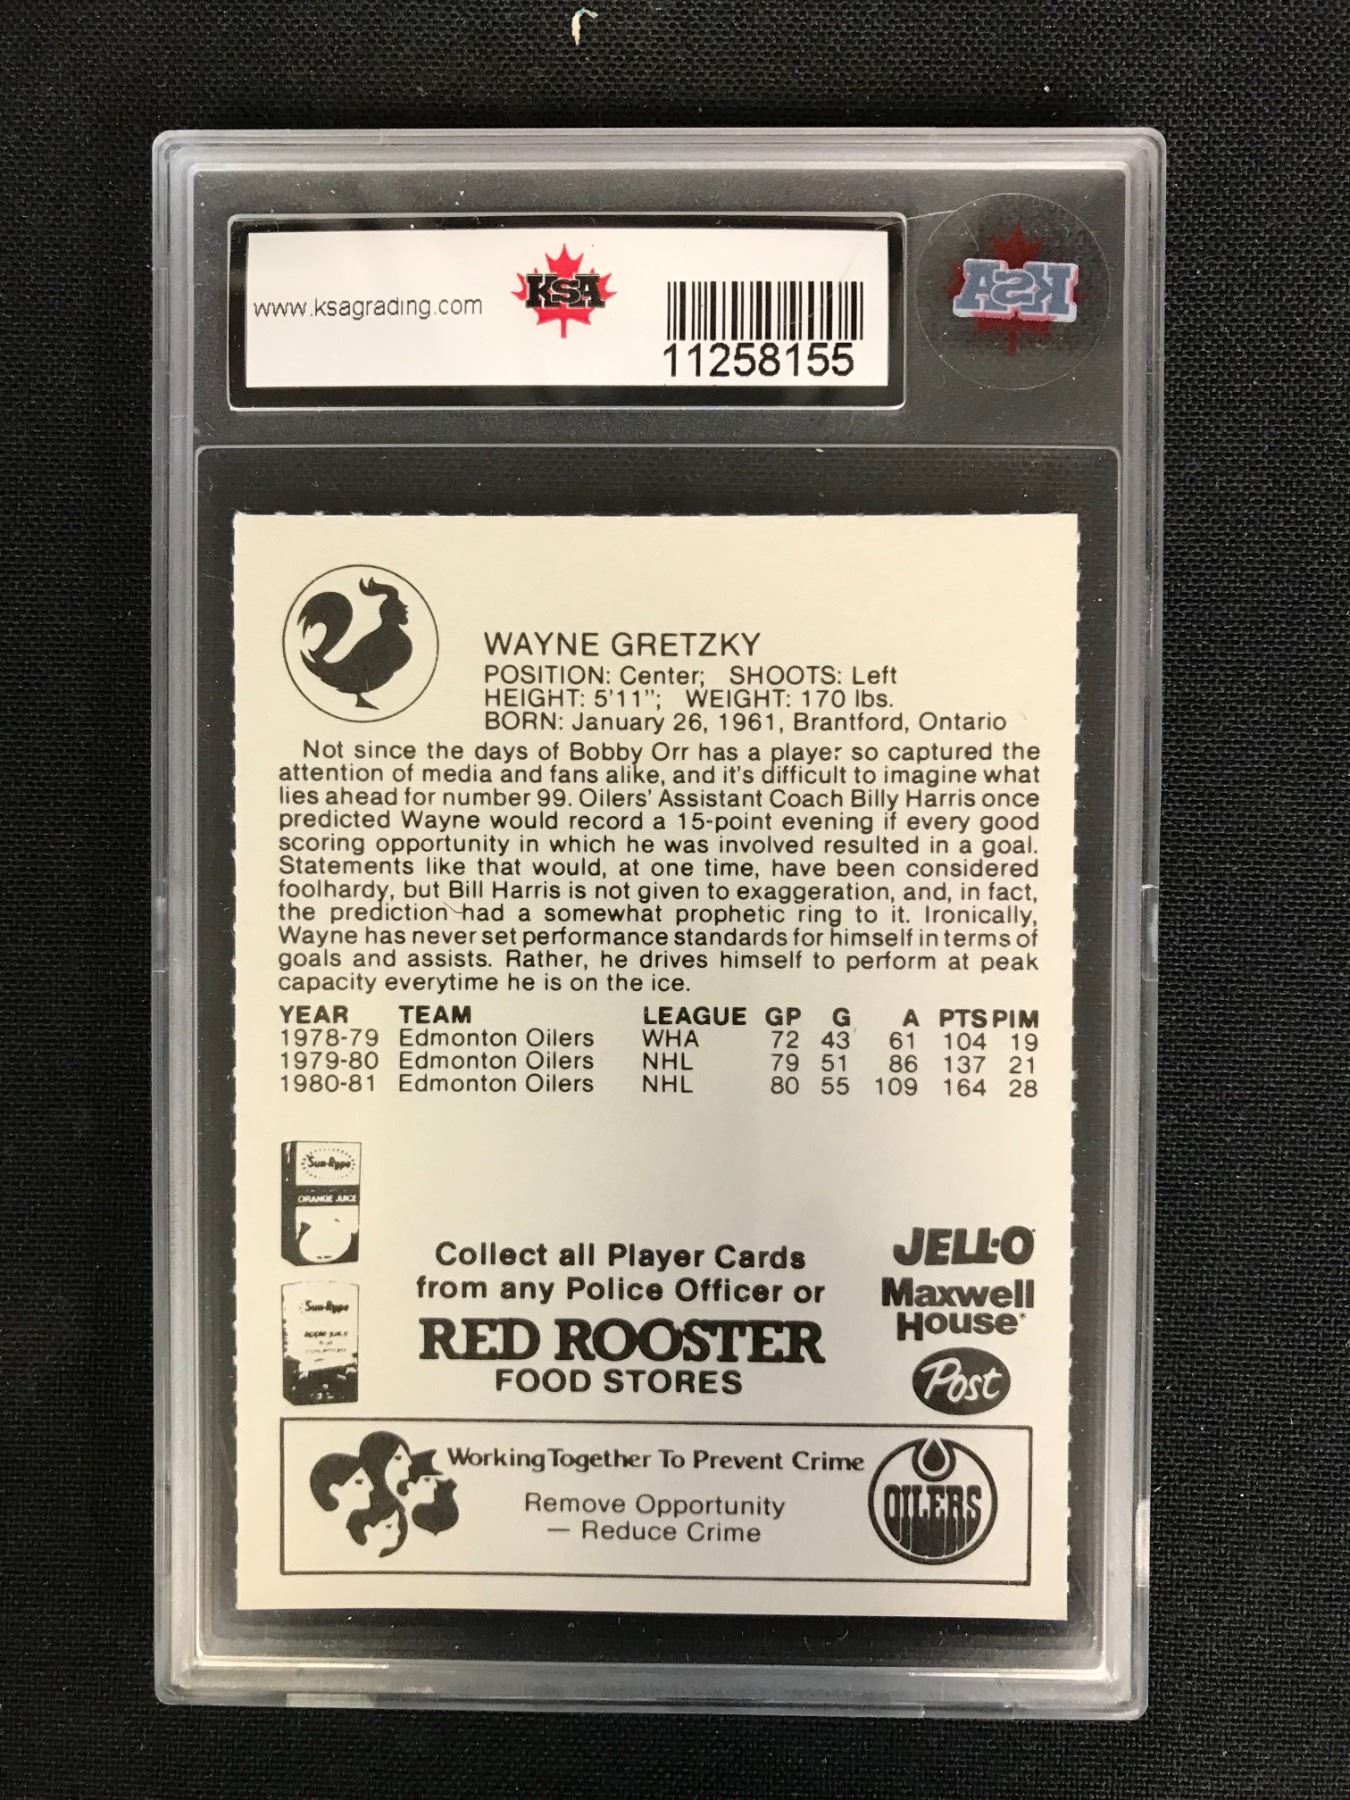 www.ksagrading.com
KSA
11258155
KSA
WAYNE GRETZKY
POSITION: Center; SHOOTS: Left
HEIGHT: 5'11"; WEIGHT: 170 lbs.
BORN: January 26, 1961, Brantford, Ontario
Not since the days of Bobby Orr has a player so captured the
attention of media and fans alike, and it's difficult to imagine what
lies ahead for number 99. Oilers' Assistant Coach Billy Harris once
predicted Wayne would record a 15-point evening if every good
scoring opportunity in which he was involved resulted in a goal.
Statements like that would, at one time, have been considered
foolhardy, but Bill Harris is not given to exaggeration, and, in fact,
the prediction had a somewhat prophetic ring to it. Ironically,
Wayne has never set performance standards for himself in terms of
goals and assists. Rather, he drives himself to perform at peak
capacity everytime he is on the ice.
YEAR TEAM LEAGUE GP G A PTS PIM
1978-79 Edmonton Oilers WHA 72 43 61 104 19
1979-80 Edmonton Oilers NHL 79 51 86 137 21
1980-81 Edmonton Oilers NHL 80 55 109 164 28
Sun-Rype
ORANGE JUICE
Sun-Rype
apple juice
Collect all Player Cards
from any Police Officer or
RED ROOSTER
FOOD STORES
JELL-O
Maxwell
House*
Post
Working Together To Prevent Crime
Remove Opportunity
— Reduce Crime
OILERS